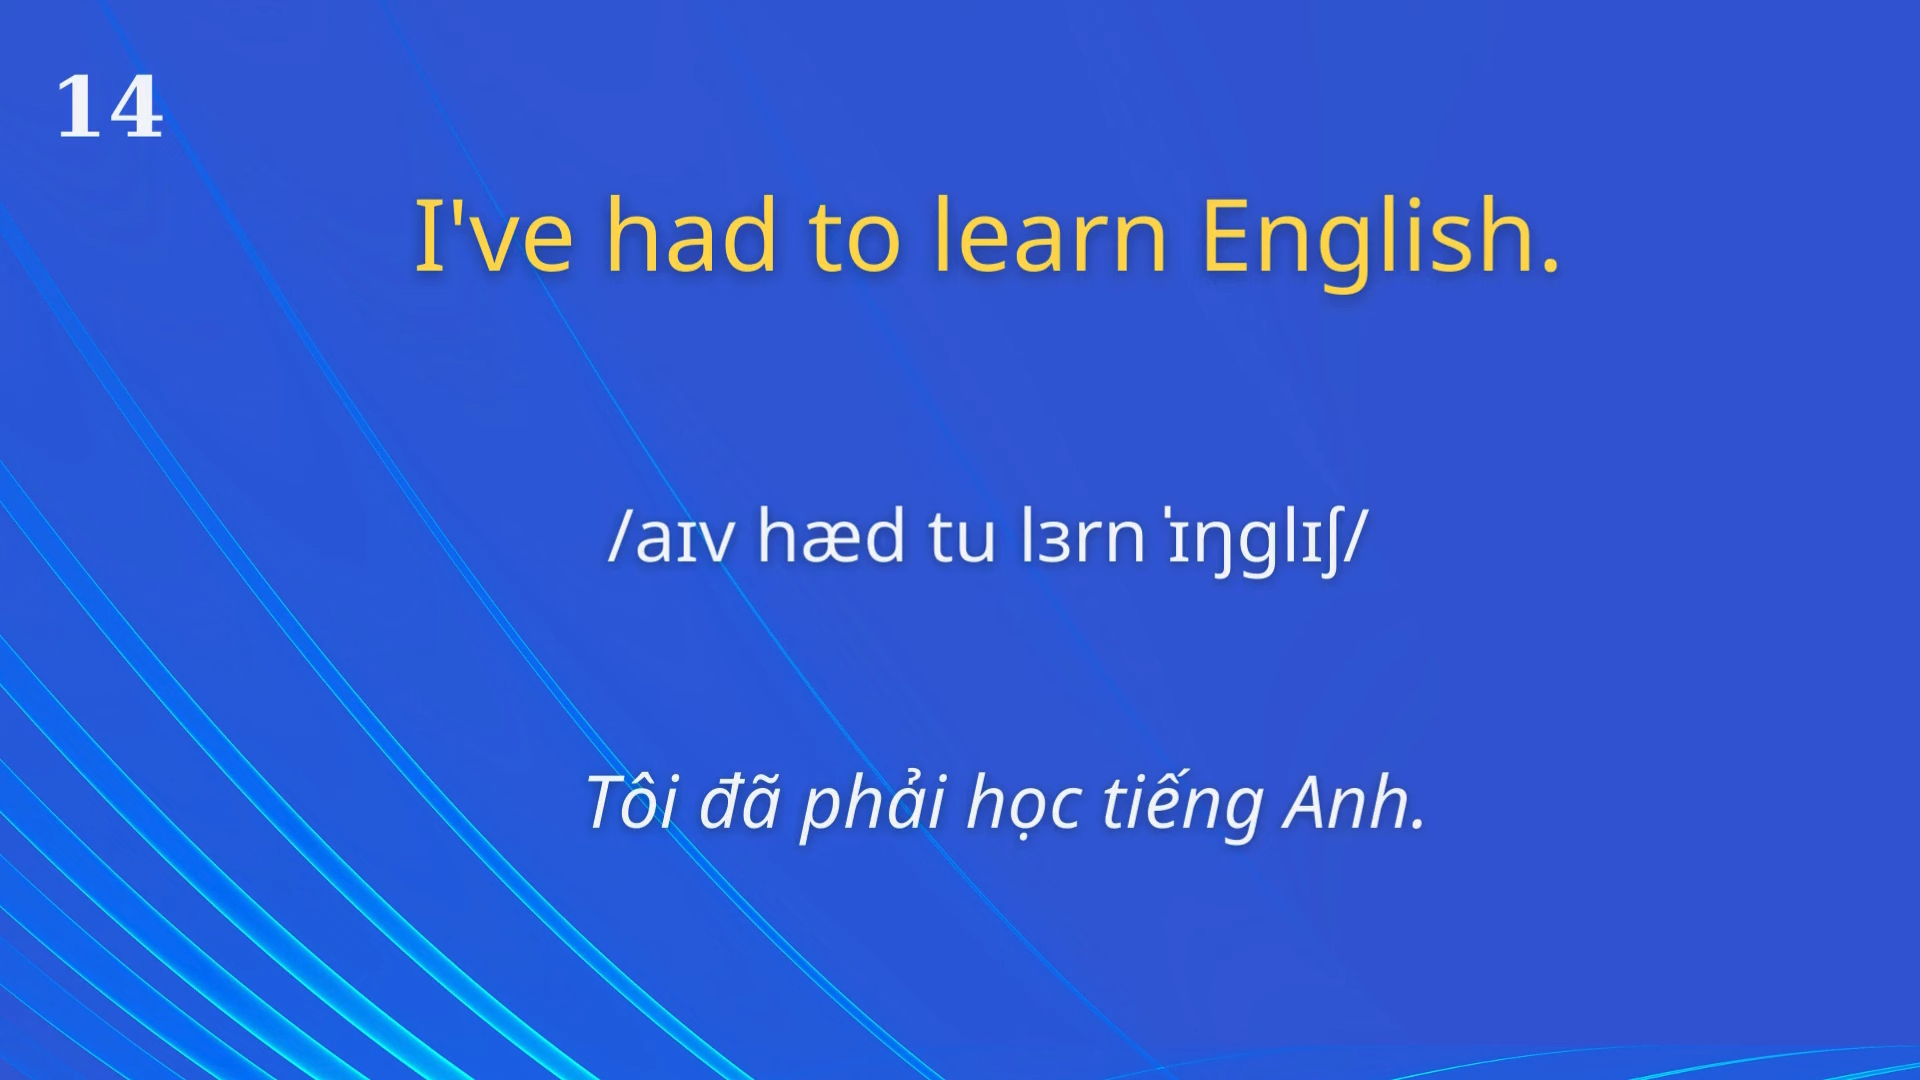 14
I've had to learn English.
/aɪv hæd tu lɜrn ˈɪŋglɪʃ/
Tôi đã phải học tiếng Anh.